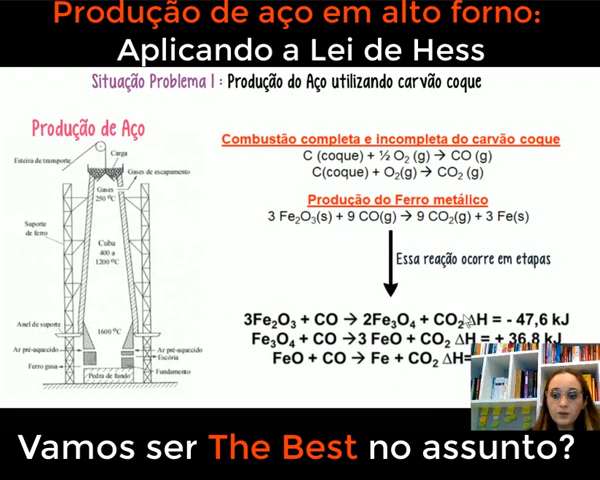 Produção de aço em alto forno:
Aplicando a Lei de Hess
Situação Problema I : Produção do Aço utilizando carvão coque
Produção de Aço
Carga
Esteira de transporte
Gases de escapamento
Gases
250 ºC
Suporte
de ferro
Cuba
400 a
1200 ºC
Anel de suporte
1600 ºC
Ar pré-aquecido
Ar pré-aquecido
Escória
Ferro gusa
Fundamento
Pedra de fundo
Combustão completa e incompleta do carvão coque
C (coque) + ½ O₂ (g) → CO (g)
C(coque) + O₂(g) → CO₂ (g)
Produção do Ferro metálico
3 Fe₂O₃(s) + 9 CO(g) → 9 CO₂(g) + 3 Fe(s)
Essa reação ocorre em etapas
3Fe₂O₃ + CO → 2Fe₃O₄ + CO₂ ΔH = - 47,6 kJ
Fe₃O₄ + CO →3 FeO + CO₂ ΔH = + 36,8 kJ
FeO + CO → Fe + CO₂ ΔH=
Vamos ser The Best no assunto?